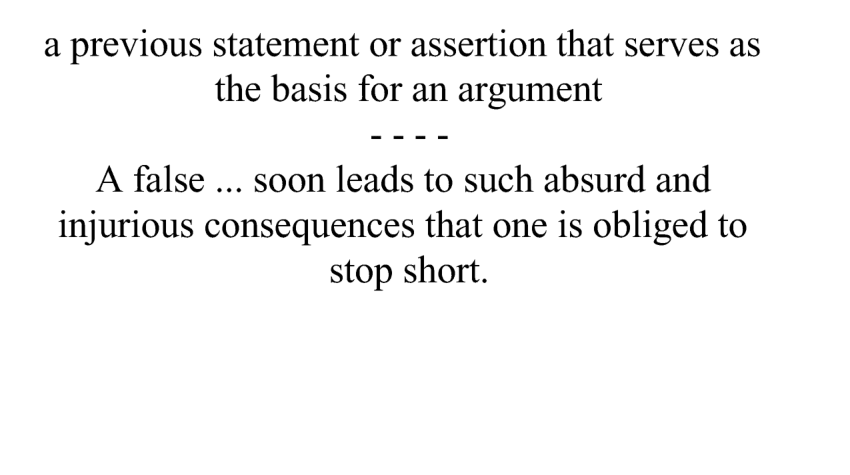 a previous statement or assertion that serves as
the basis for an argument
- - - -
A false ... soon leads to such absurd and
injurious consequences that one is obliged to
stop short.